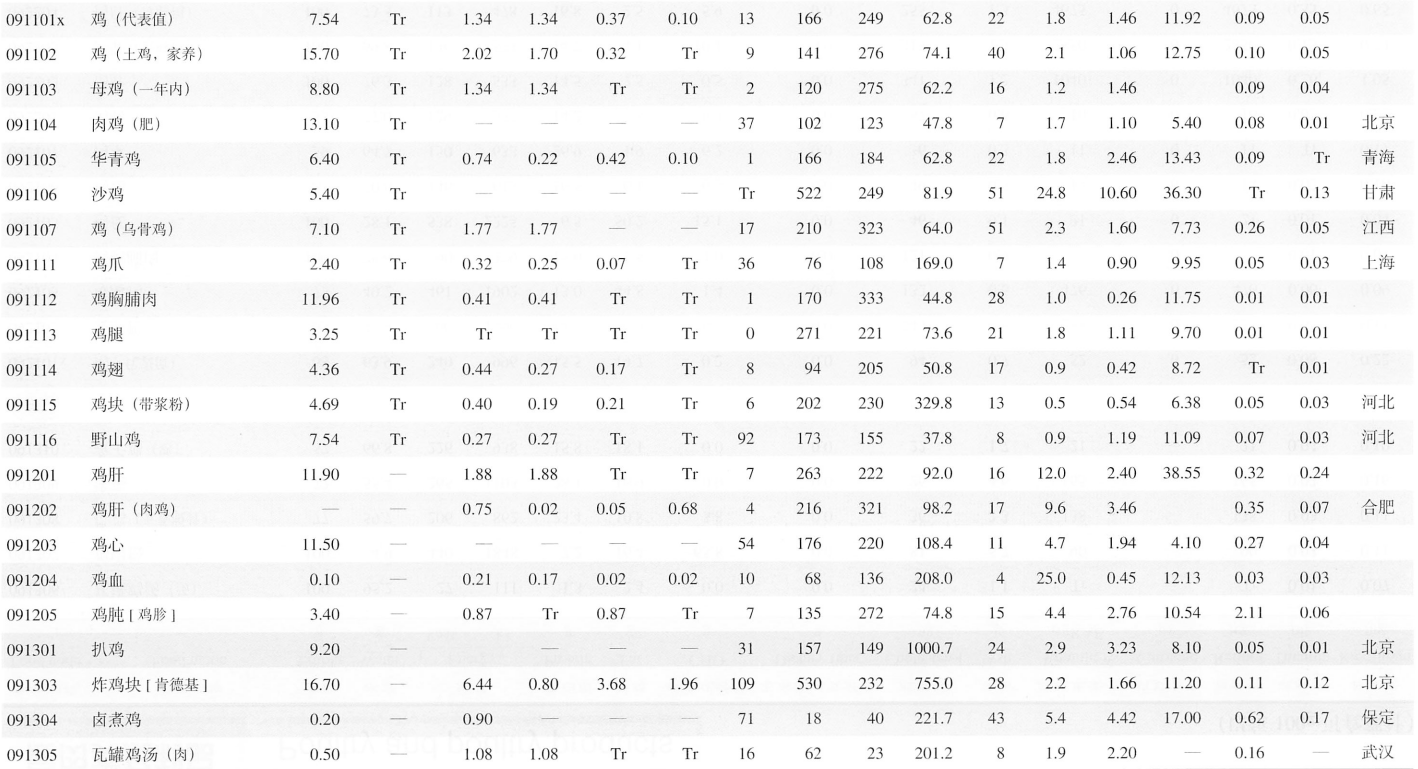 091101x 鸡（代表值） 7.54 Tr 1.34 1.34 0.37 0.10 13 166 249 62.8 22 1.8 1.46 11.92 0.09 0.05
091102 鸡（土鸡，家养） 15.70 Tr 2.02 1.70 0.32 Tr 9 141 276 74.1 40 2.1 1.06 12.75 0.10 0.05
091103 母鸡（一年内） 8.80 Tr 1.34 1.34 Tr Tr 2 120 275 62.2 16 1.2 1.46 0.09 0.04
091104 肉鸡（肥） 13.10 Tr — — — — 37 102 123 47.8 7 1.7 1.10 5.40 0.08 0.01 北京
091105 华青鸡 6.40 Tr 0.74 0.22 0.42 0.10 1 166 184 62.8 22 1.8 2.46 13.43 0.09 Tr 青海
091106 沙鸡 5.40 Tr — — — — Tr 522 249 81.9 51 24.8 10.60 36.30 Tr 0.13 甘肃
091107 鸡（乌骨鸡） 7.10 Tr 1.77 1.77 — — 17 210 323 64.0 51 2.3 1.60 7.73 0.26 0.05 江西
091111 鸡爪 2.40 Tr 0.32 0.25 0.07 Tr 36 76 108 169.0 7 1.4 0.90 9.95 0.05 0.03 上海
091112 鸡胸脯肉 11.96 Tr 0.41 0.41 Tr Tr 1 170 333 44.8 28 1.0 0.26 11.75 0.01 0.01
091113 鸡腿 3.25 Tr Tr Tr Tr Tr 0 271 221 73.6 21 1.8 1.11 9.70 0.01 0.01
091114 鸡翅 4.36 Tr 0.44 0.27 0.17 Tr 8 94 205 50.8 17 0.9 0.42 8.72 Tr 0.01
091115 鸡块（带浆粉） 4.69 Tr 0.40 0.19 0.21 Tr 6 202 230 329.8 13 0.5 0.54 6.38 0.05 0.03 河北
091116 野山鸡 7.54 Tr 0.27 0.27 Tr Tr 92 173 155 37.8 8 0.9 1.19 11.09 0.07 0.03 河北
091201 鸡肝 11.90 — 1.88 1.88 Tr Tr 7 263 222 92.0 16 12.0 2.40 38.55 0.32 0.24
091202 鸡肝（肉鸡） — — 0.75 0.02 0.05 0.68 4 216 321 98.2 17 9.6 3.46 0.35 0.07 合肥
091203 鸡心 11.50 — — — — — 54 176 220 108.4 11 4.7 1.94 4.10 0.27 0.04
091204 鸡血 0.10 — 0.21 0.17 0.02 0.02 10 68 136 208.0 4 25.0 0.45 12.13 0.03 0.03
091205 鸡肫［鸡胗］ 3.40 — 0.87 Tr 0.87 Tr 7 135 272 74.8 15 4.4 2.76 10.54 2.11 0.06
091301 扒鸡 9.20 — — — — — 31 157 149 1000.7 24 2.9 3.23 8.10 0.05 0.01 北京
091303 炸鸡块［肯德基］ 16.70 — 6.44 0.80 3.68 1.96 109 530 232 755.0 28 2.2 1.66 11.20 0.11 0.12 北京
091304 卤煮鸡 0.20 — 0.90 — — — 71 18 40 221.7 43 5.4 4.42 17.00 0.62 0.17 保定
091305 瓦罐鸡汤（肉） 0.50 — 1.08 1.08 Tr Tr 16 62 23 201.2 8 1.9 2.20 — 0.16 — 武汉